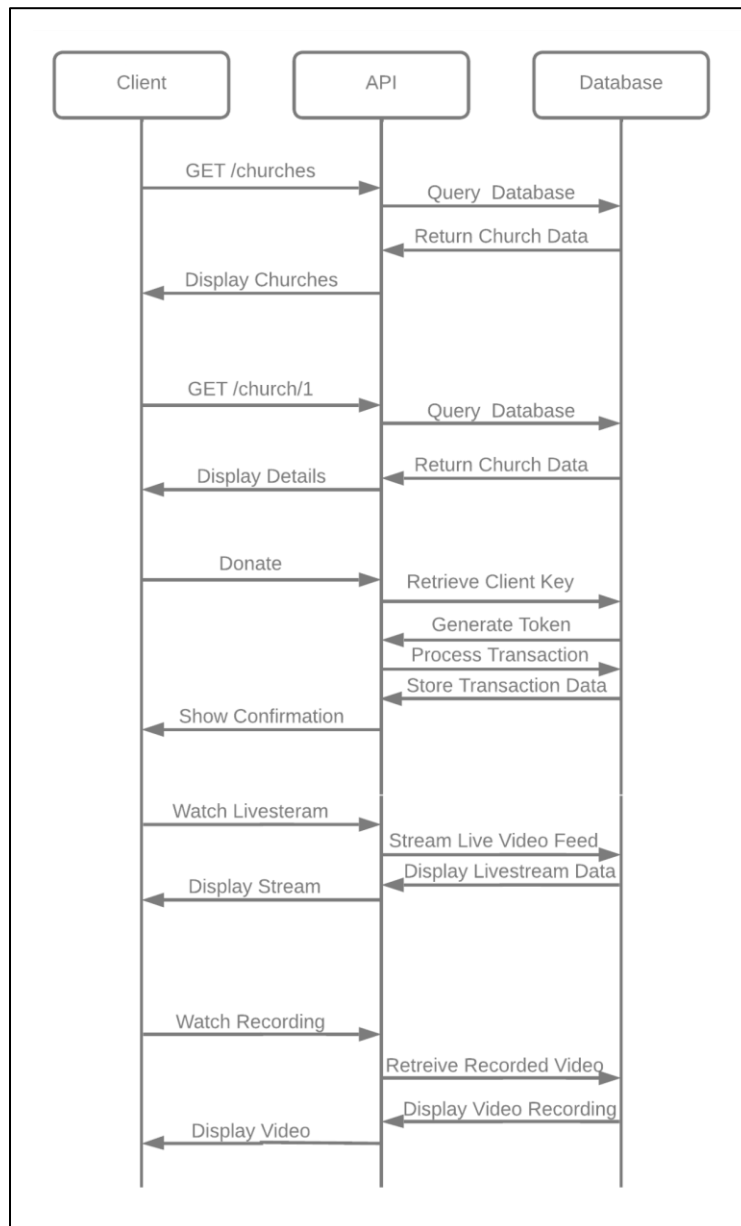 Client
API
Database
GET /churches
Query Database
Return Church Data
Display Churches
GET /church/1
Query Database
Return Church Data
Display Details
Donate
Retrieve Client Key
Generate Token
Process Transaction
Store Transaction Data
Show Confirmation
Watch Livesteram
Stream Live Video Feed
Display Livestream Data
Display Stream
Watch Recording
Retreive Recorded Video
Display Video Recording
Display Video